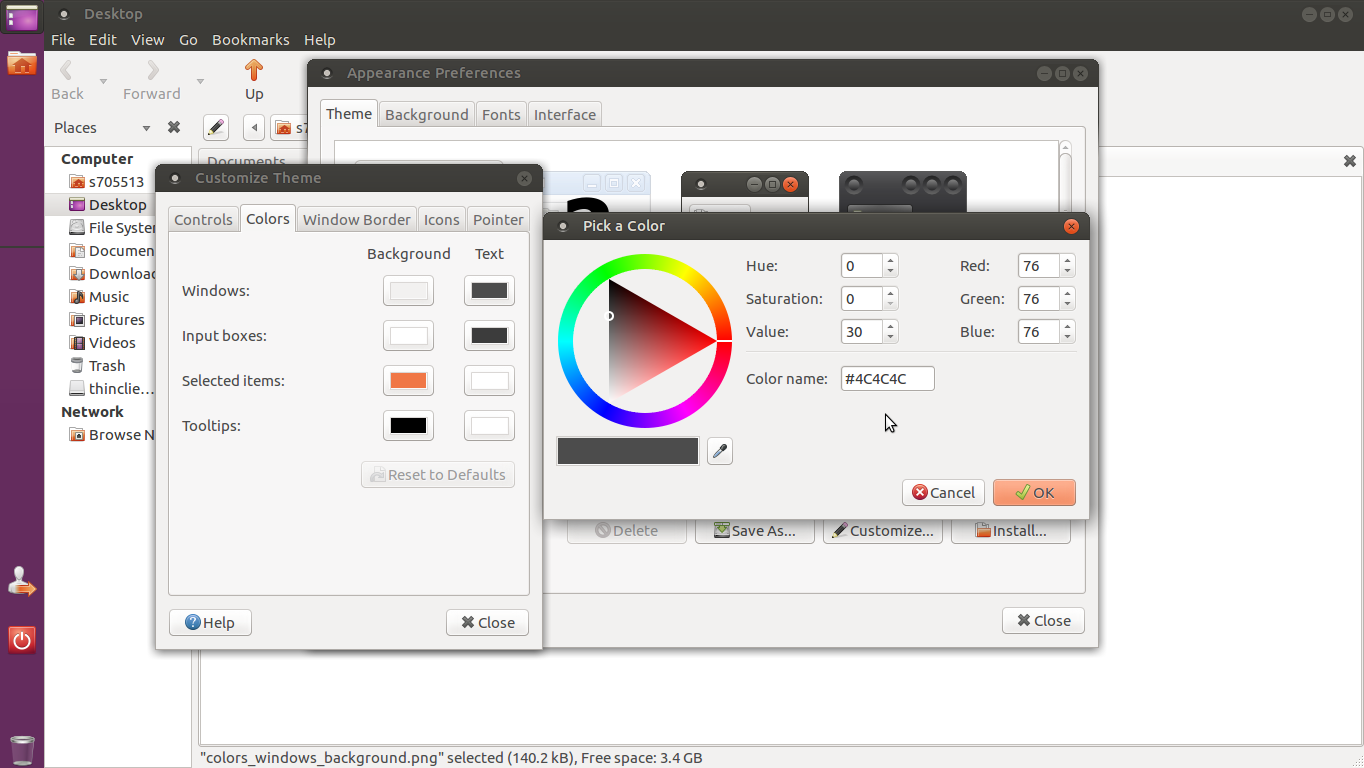 Desktop
File Edit View Go Bookmarks Help
Back Forward Up
Places
Computer
s705513
Desktop
File Syste
Documen
Downloa
Music
Pictures
Videos
Trash
thinclie...
Network
Browse N
Documents
Appearance Preferences
Theme Background Fonts Interface
Delete Save As... Customize... Install...
Close
Customize Theme
Controls Colors Window Border Icons Pointer
Background Text
Windows:
Input boxes:
Selected items:
Tooltips:
Reset to Defaults
Help Close
Pick a Color
Hue: 0 Red: 76
Saturation: 0 Green: 76
Value: 30 Blue: 76
Color name: #4C4C4C
Cancel OK
"colors_windows_background.png" selected (140.2 kB), Free space: 3.4 GB